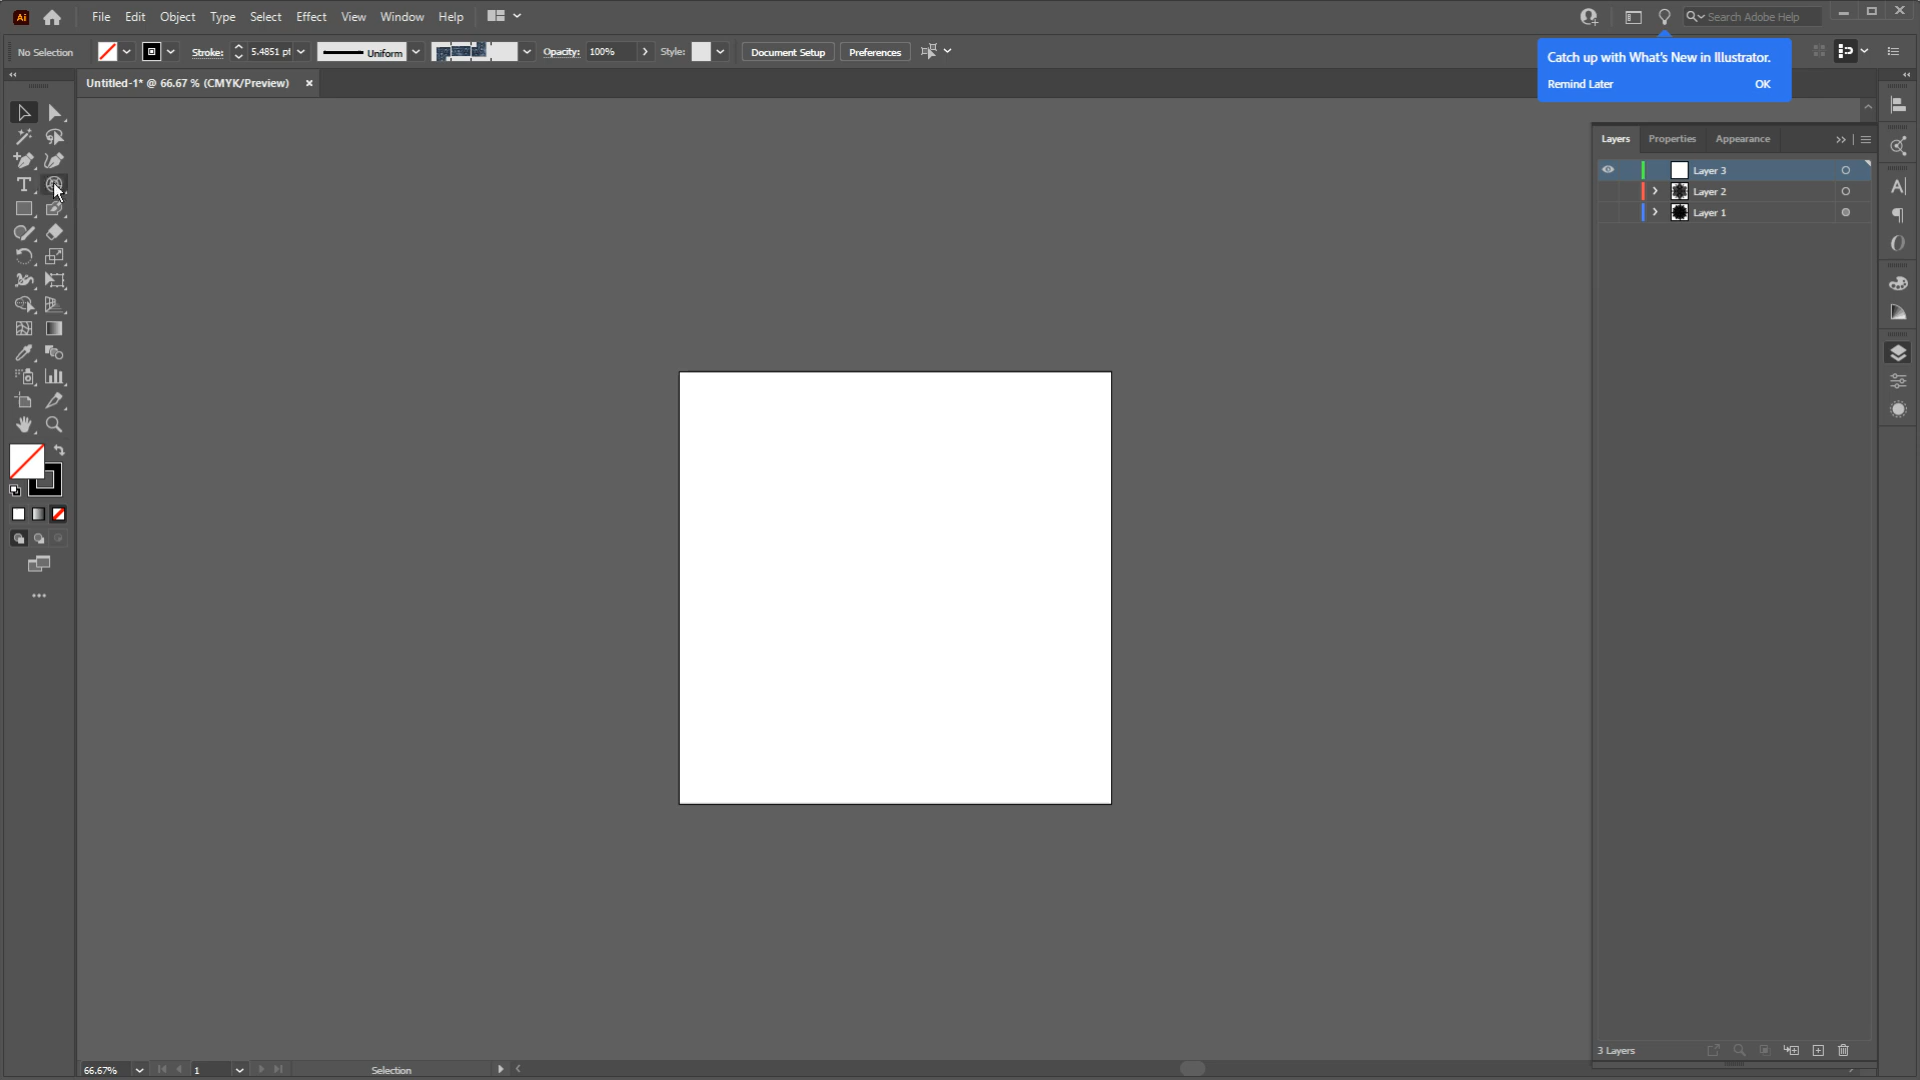 Ai File Edit Object Type Select Effect View Window Help Search Adobe Help
No Selection Stroke: 5.4851 pt Uniform Opacity: 100% Style: Document Setup Preferences
Catch up with What's New in Illustrator.
Remind Later OK
Untitled-1* @ 66.67 % (CMYK/Preview)
Layers Properties Appearance
Layer 3
Layer 2
Layer 1
3 Layers
66.67% 1 Selection